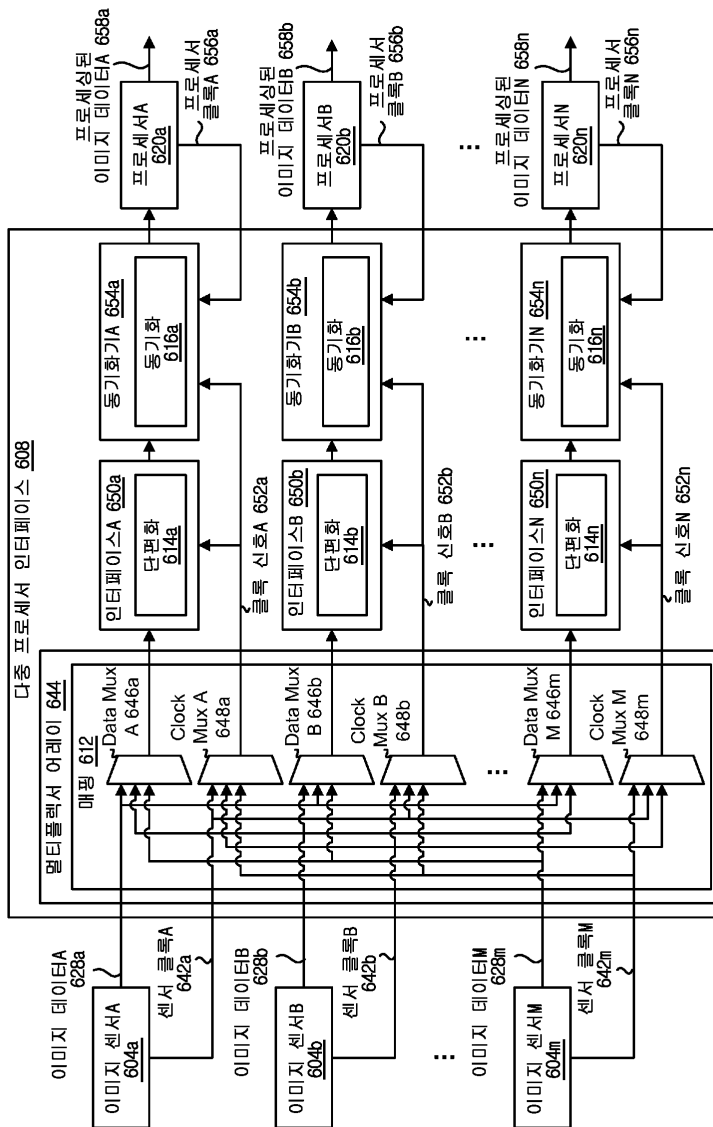 다중 프로세서 인터페이스 608
멀티플렉서 어레이 644
매핑 612
이미지 센서A
604a
이미지 데이터A
628a
센서 클록A
642a
Data Mux
A 646a
Clock
Mux A
648a
인터페이스A 650a
단편화
614a
클록 신호A 652a
동기화기A 654a
동기화
616a
프로세서A
620a
프로세싱된
이미지 데이터A 658a
프로세서
클록A 656a
이미지 센서B
604b
이미지 데이터B
628b
센서 클록B
642b
Data Mux
B 646b
Clock
Mux B
648b
인터페이스B 650b
단편화
614b
클록 신호B 652b
동기화기B 654b
동기화
616b
프로세서B
620b
프로세싱된
이미지 데이터B 658b
프로세서
클록B 656b
...
...
...
...
...
이미지 센서M
604m
이미지 데이터M
628m
센서 클록M
642m
Data Mux
M 646m
Clock
Mux M
648m
인터페이스N 650n
단편화
614n
클록 신호N 652n
동기화기N 654n
동기화
616n
프로세서N
620n
프로세싱된
이미지 데이터N 658n
프로세서
클록N 656n